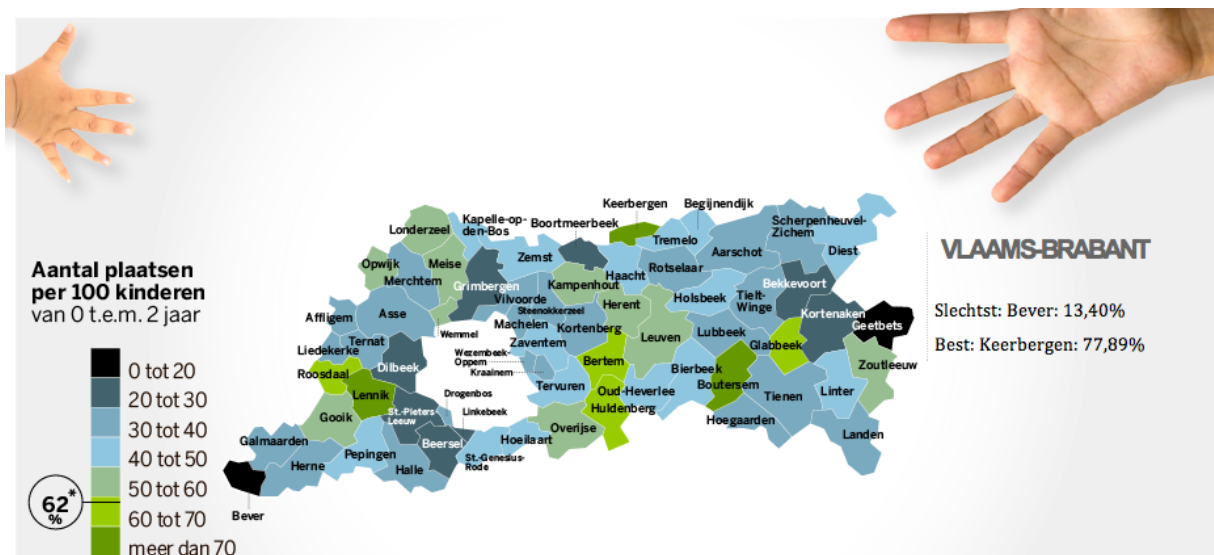 Aantal plaatsen
per 100 kinderen
van 0 t.e.m. 2 jaar
0 tot 20
20 tot 30
30 tot 40
40 tot 50
50 tot 60
60 tot 70
meer dan 70
62*
%
Keerbergen
Begijnendijk
Kapelle-op-
den-Bos
Boortmeerbeek
Scherpenheuvel-
Zichem
Londerzeel
Tremelo
Diest
Aarschot
Zemst
Opwijk
Meise
Merchtem
Grimbergen
Kampenhout
Haacht
Rotselaar
Bekkevoort
Vilvoorde
Holsbeek
Tielt-
Winge
Herent
Steenokkerzeel
Kortenaken
Geetbets
Affligem
Asse
Machelen
Kortenberg
Wemmel
Zaventem
Leuven
Lubbeek
Glabbeek
Ternat
Liedekerke
Wezembeek-
Oppem
Kraainem
Bertem
Zoutleeuw
Roosdaal
Dilbeek
Bierbeek
Tervuren
Boutersem
Lennik
Drogenbos
Oud-Heverlee
Linter
Tienen
St.-Pieters-
Leeuw
Linkebeek
Huldenberg
Gooik
Hoegaarden
Overijse
Landen
Galmaarden
Beersel
Hoeilaart
Pepingen
St.-Genesius-
Rode
Herne
Halle
Bever
VLAAMS-BRABANT
Slechtst: Bever: 13,40%
Best: Keerbergen: 77,89%